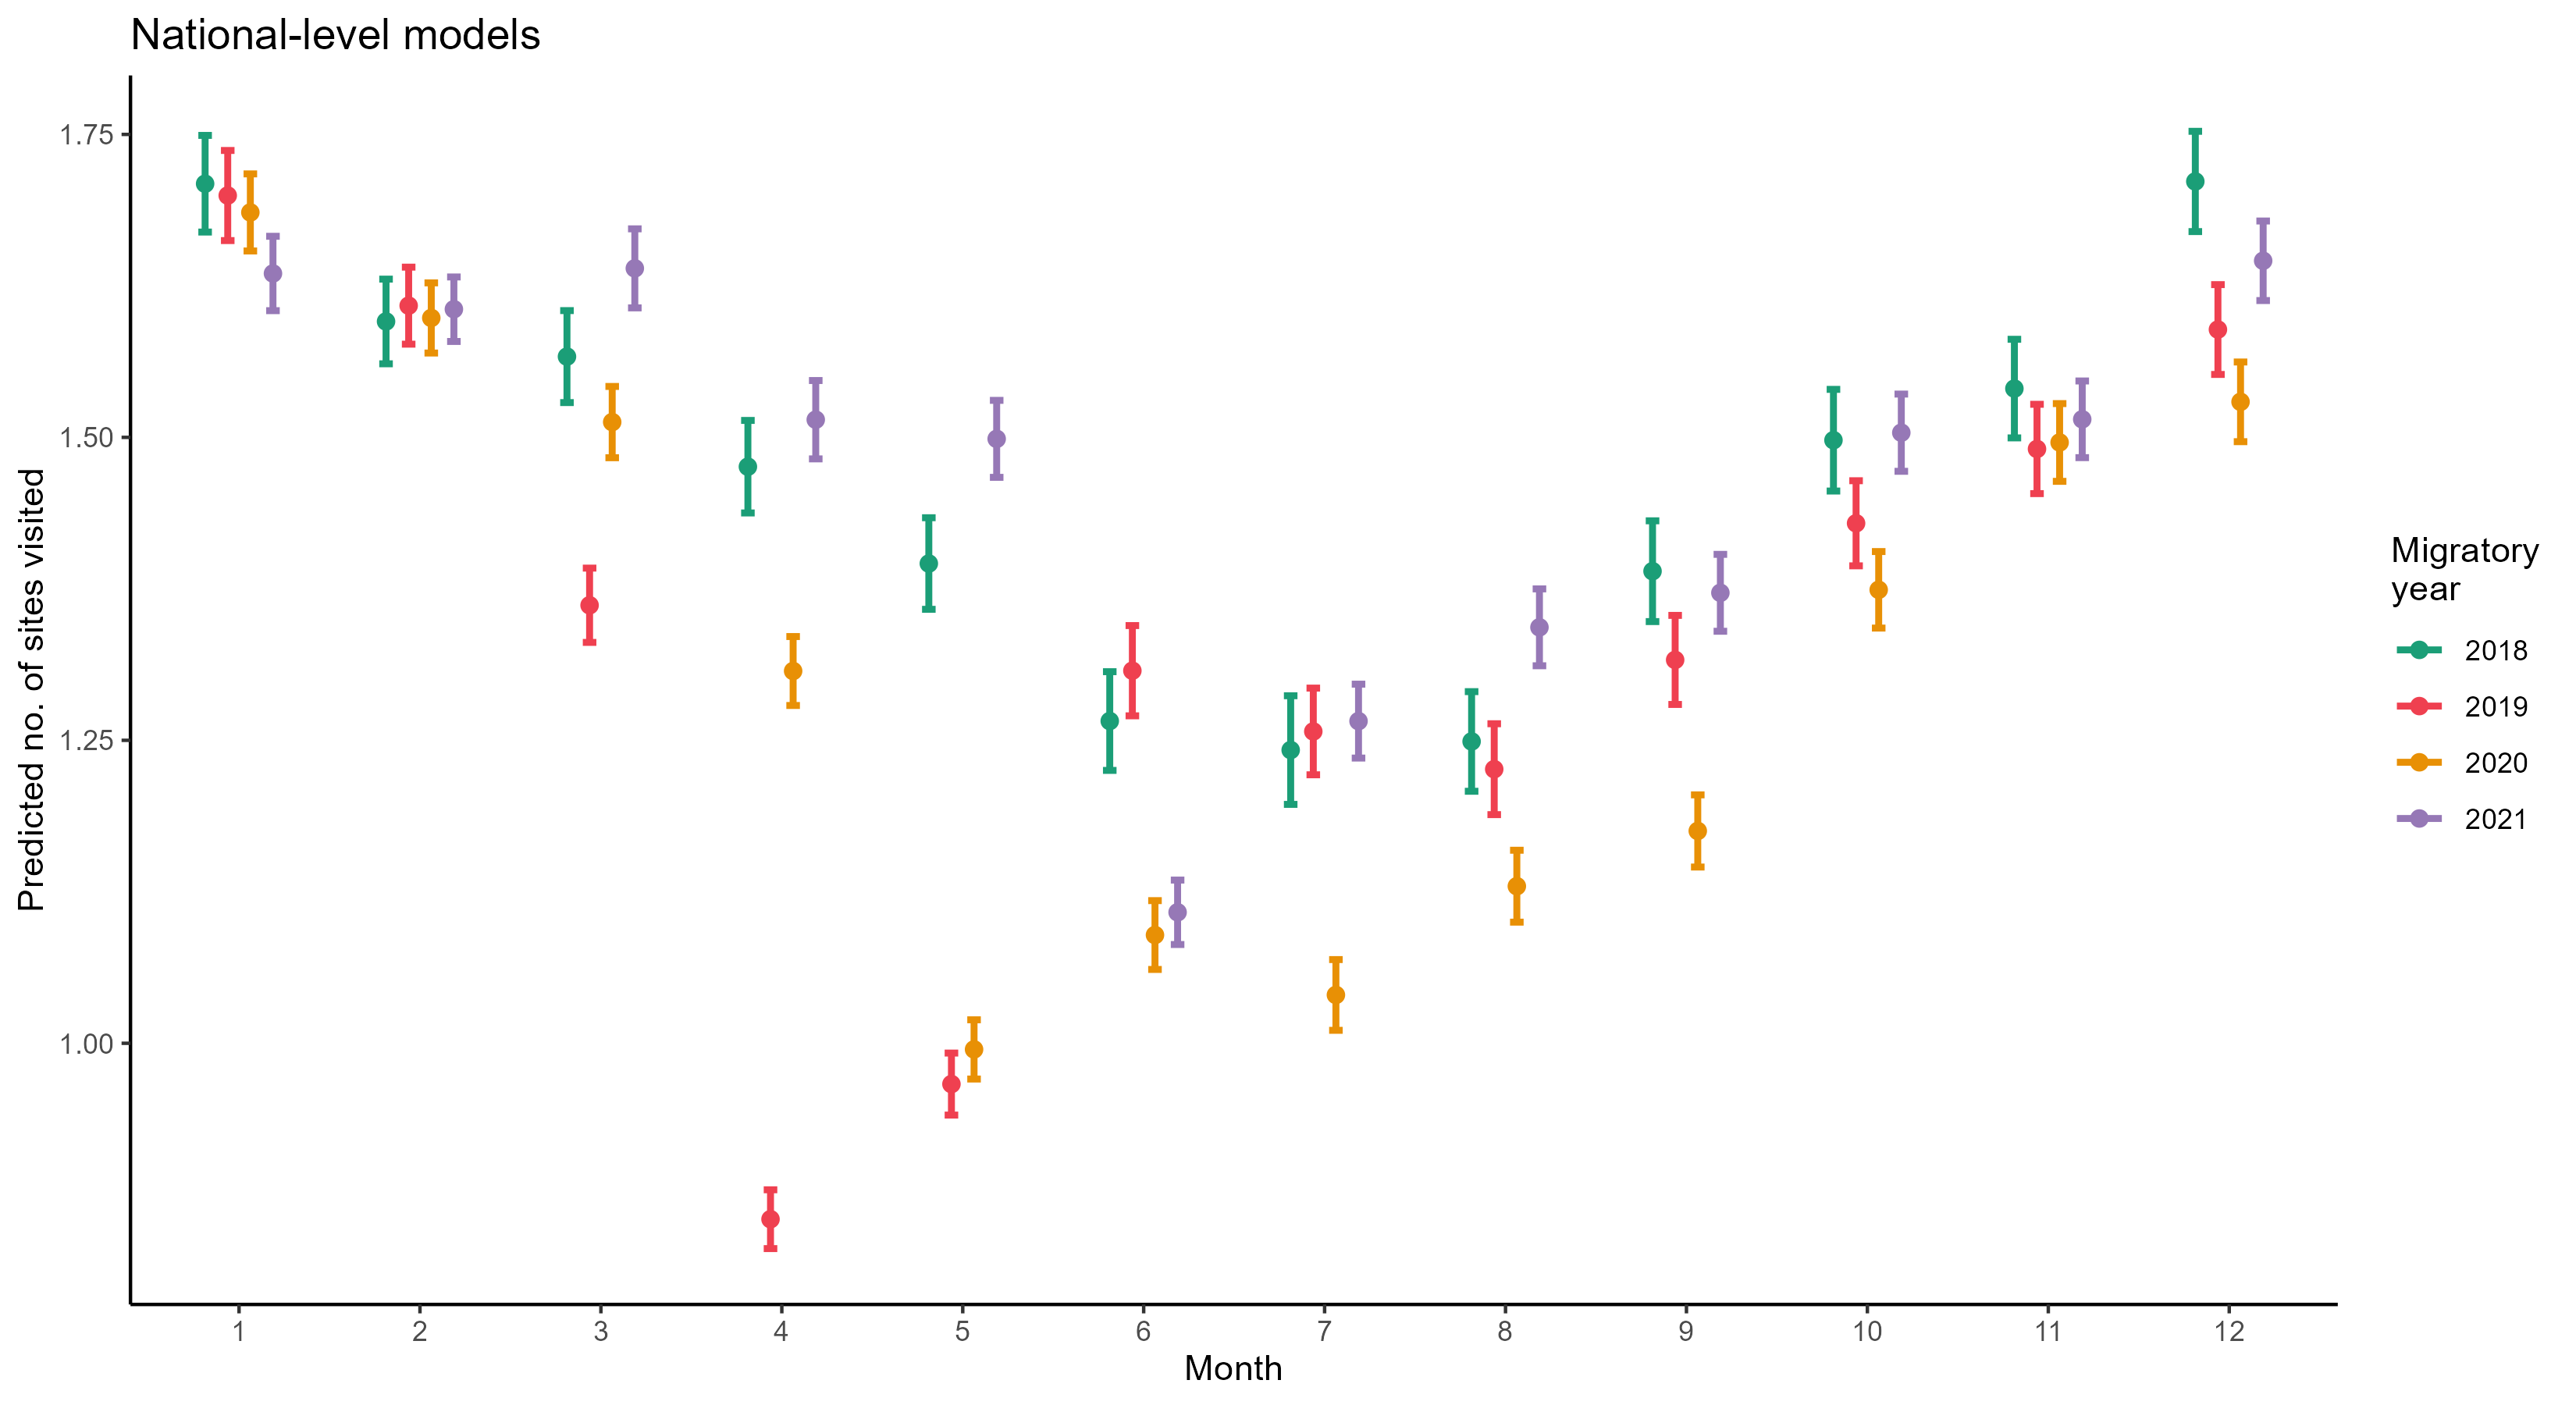 National-level models
Predicted no. of sites visited
1.75
1.50
1.25
1.00
1 2 3 4 5 6 7 8 9 10 11 12
Month
Migratory
year
2018
2019
2020
2021